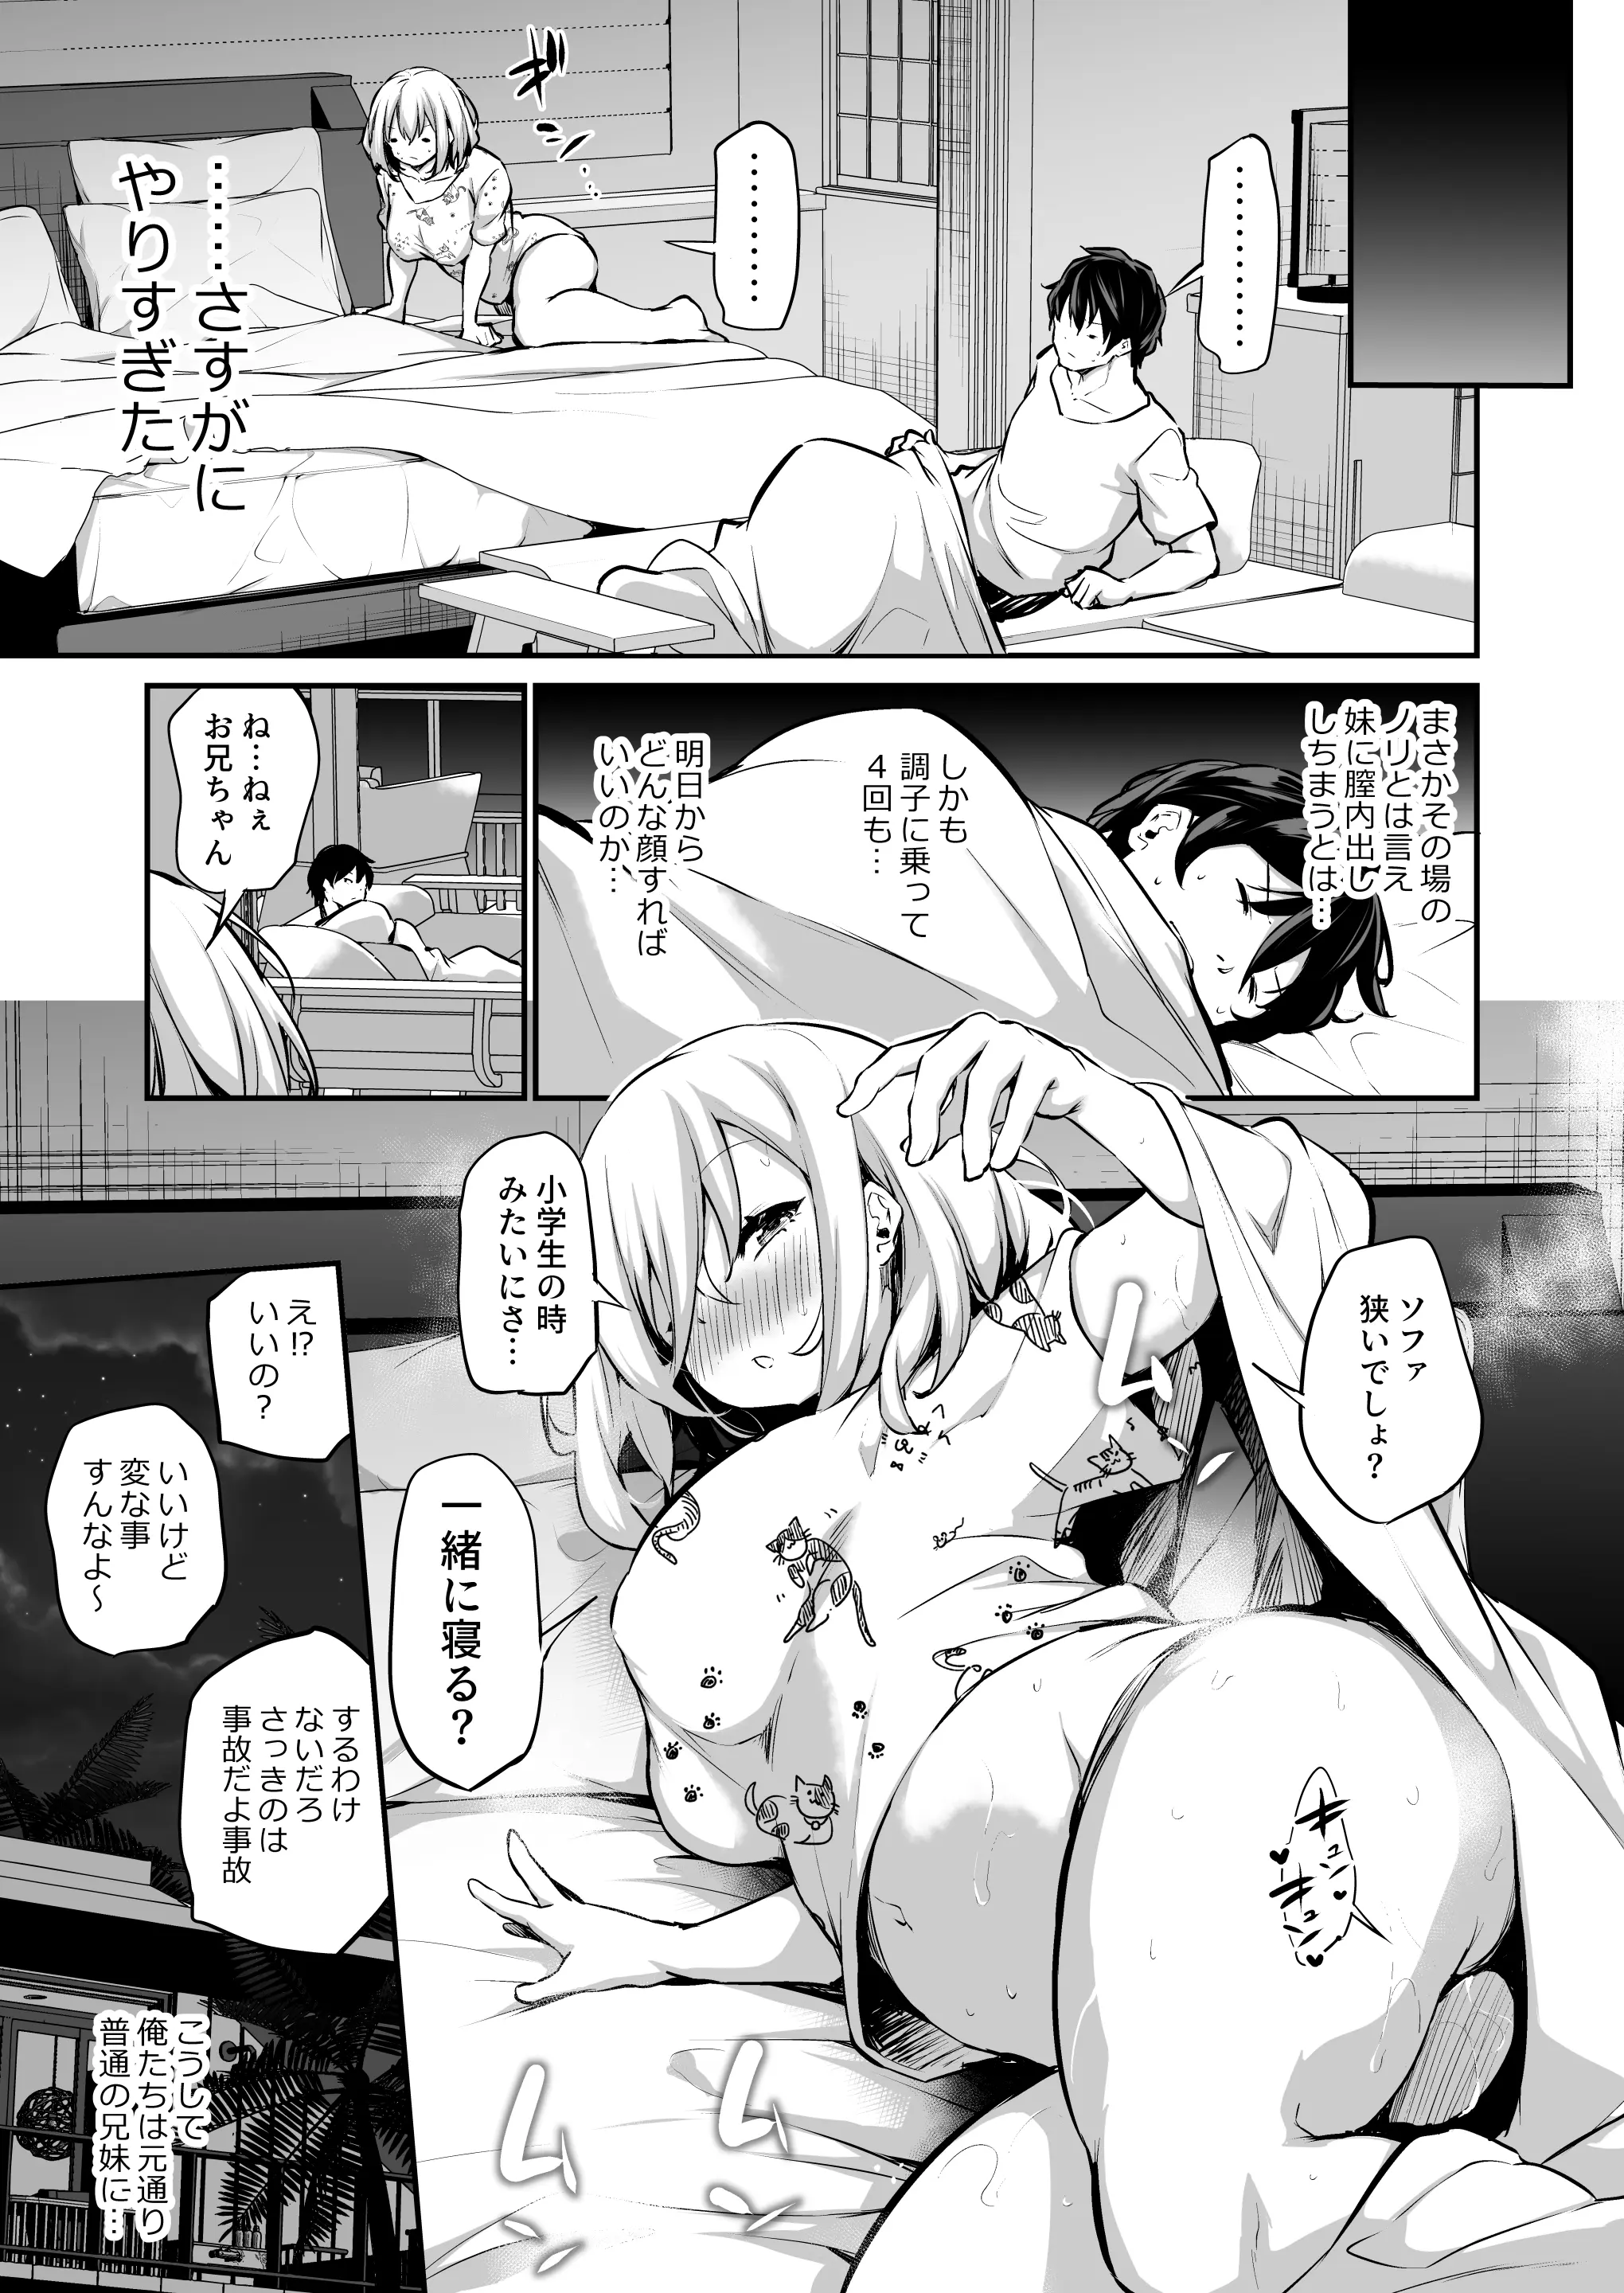 …………
ギシ…
…………
……さすがに
やりすぎた
まさかその場の
ノリとは言え
妹に膣内出し
しちまうとは…
しかも
調子に乗って
4回も…
明日から
どんな顔すれば
いいのか…
ね…ねぇ
お兄ちゃん
ソファ
狭いでしょ?
小学生の時
みたいにさ…
一緒に寝る?
ムム
キュン♥
キュン♥♥
ムム
え!?
いいの?
いいけど
変な事
すんなよ〜
するわけ
ないだろ
さっきのは
事故だよ事故
こうして
俺たちは元通り
普通の兄妹に…